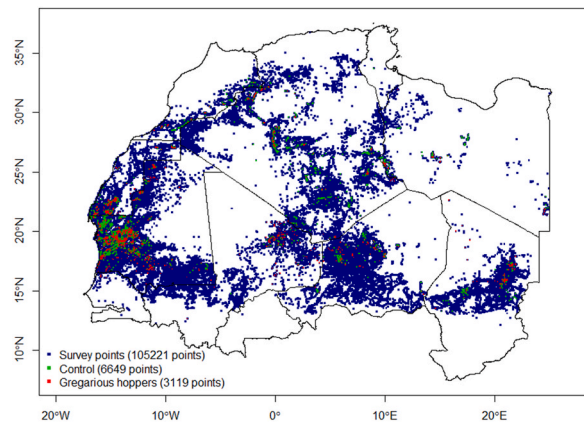 35°N
30°N
25°N
20°N
15°N
10°N
Survey points (105221 points)
Control (6649 points)
Gregarious hoppers (3119 points)
20°W 10°W 0° 10°E 20°E